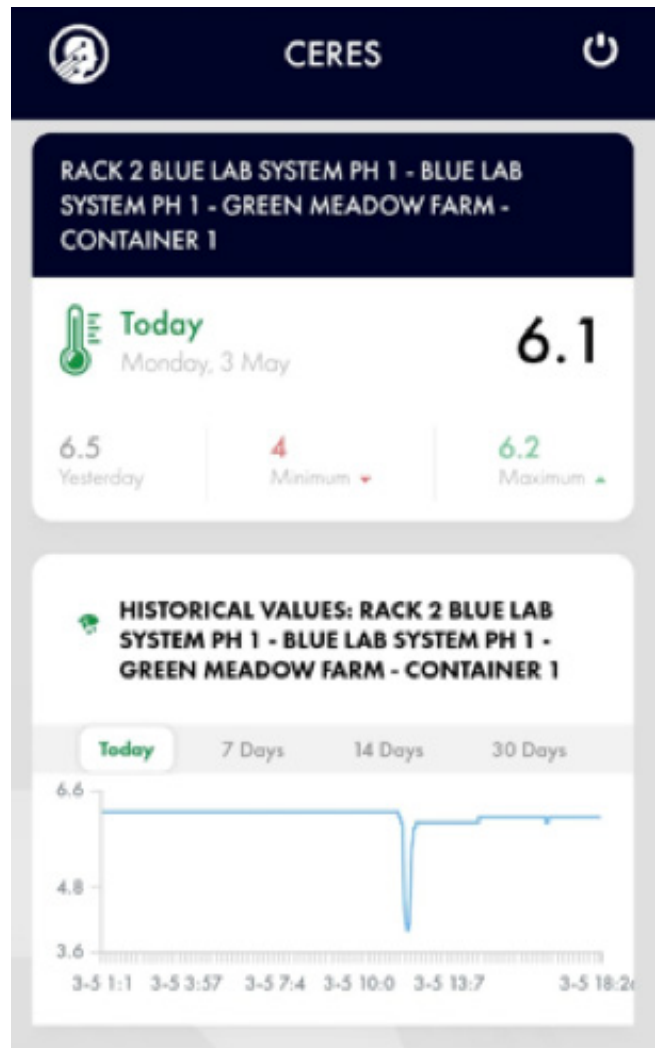 CERES
RACK 2 BLUE LAB SYSTEM PH 1 - BLUE LAB
SYSTEM PH 1 - GREEN MEADOW FARM -
CONTAINER 1
Today
Monday, 3 May
6.1
6.5
Yesterday
4
Minimum
6.2
Maximum
HISTORICAL VALUES: RACK 2 BLUE LAB
SYSTEM PH 1 - BLUE LAB SYSTEM PH 1 -
GREEN MEADOW FARM - CONTAINER 1
Today 7 Days 14 Days 30 Days
6.6
4.8
3.6
3-5 1:1 3-5 3:57 3-5 7:4 3-5 10:0 3-5 13:7 3-5 18:26